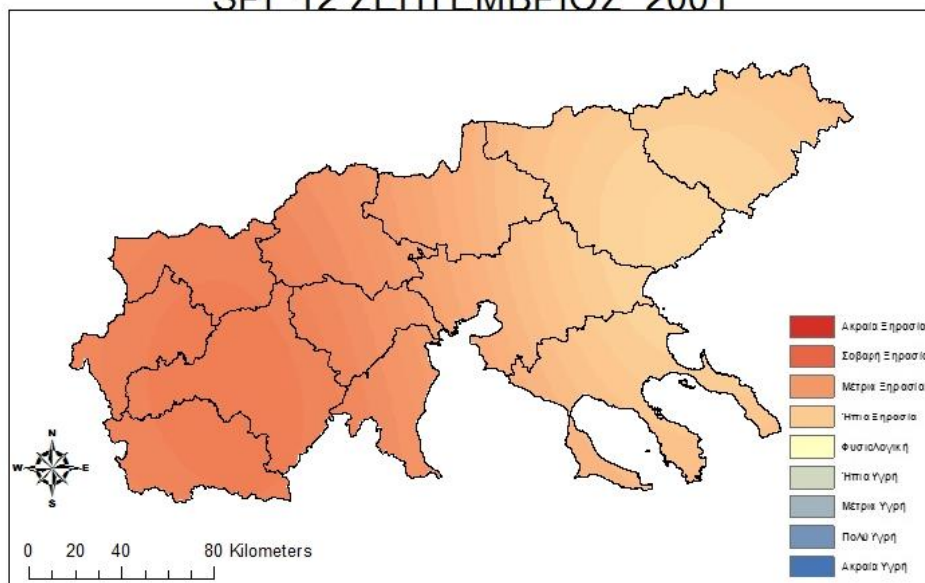 SPI 12 ΣΕΠΤΕΜΒΡΙΟΣ 2001
Ακραία Ξηρασία
Σοβαρή Ξηρασία
Μέτρια Ξηρασία
Ήπια Ξηρασία
Φυσιολογική
Ήπια Υγρή
Μέτρια Υγρή
Πολύ Υγρή
Ακραία Υγρή
N
W E
S
0 20 40 80 Kilometers